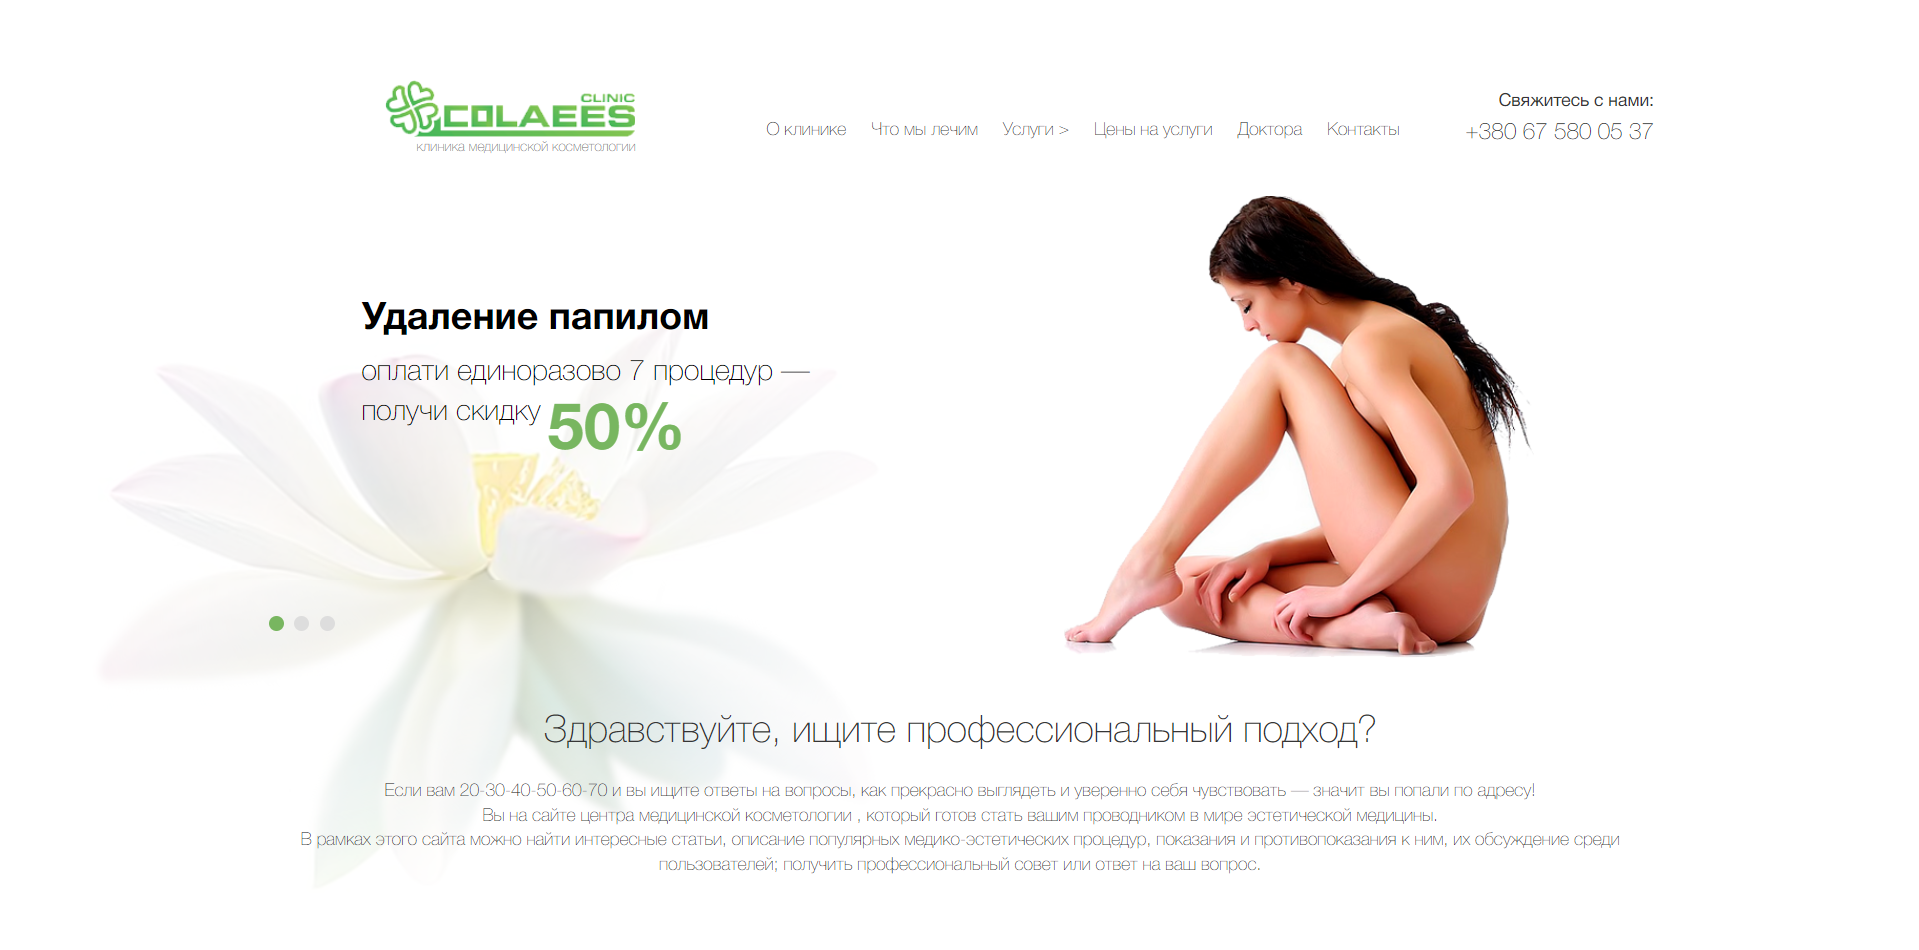 CLINIC
COLAEES
клиника медицинской косметологии
О клинике Что мы лечим Услуги > Цены на услуги Доктора Контакты
Свяжитесь с нами:
+380 67 580 05 37
Удаление папилом
оплати единоразово 7 процедур —
получи скидку 50%
Здравствуйте, ищите профессиональный подход?
Если вам 20-30-40-50-60-70 и вы ищите ответы на вопросы, как прекрасно выглядеть и уверенно себя чувствовать — значит вы попали по адресу!
Вы на сайте центра медицинской косметологии , который готов стать вашим проводником в мире эстетической медицины.
В рамках этого сайта можно найти интересные статьи, описание популярных медико-эстетических процедур, показания и противопоказания к ним, их обсуждение среди
пользователей; получить профессиональный совет или ответ на ваш вопрос.